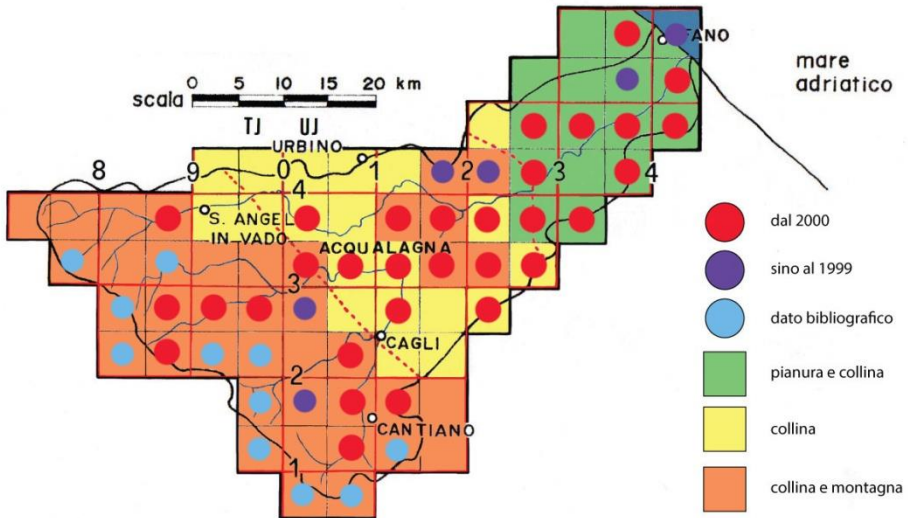 FANO
mare
adriatico
scala 0 5 10 15 20 km
TJ UJ
URBINO
8 9 0 1 2 3 4
4
S. ANGEL
IN VADO
ACQUALAGNA
3
CAGLI
2
CANTIANO
1
dal 2000
sino al 1999
dato bibliografico
pianura e collina
collina
collina e montagna